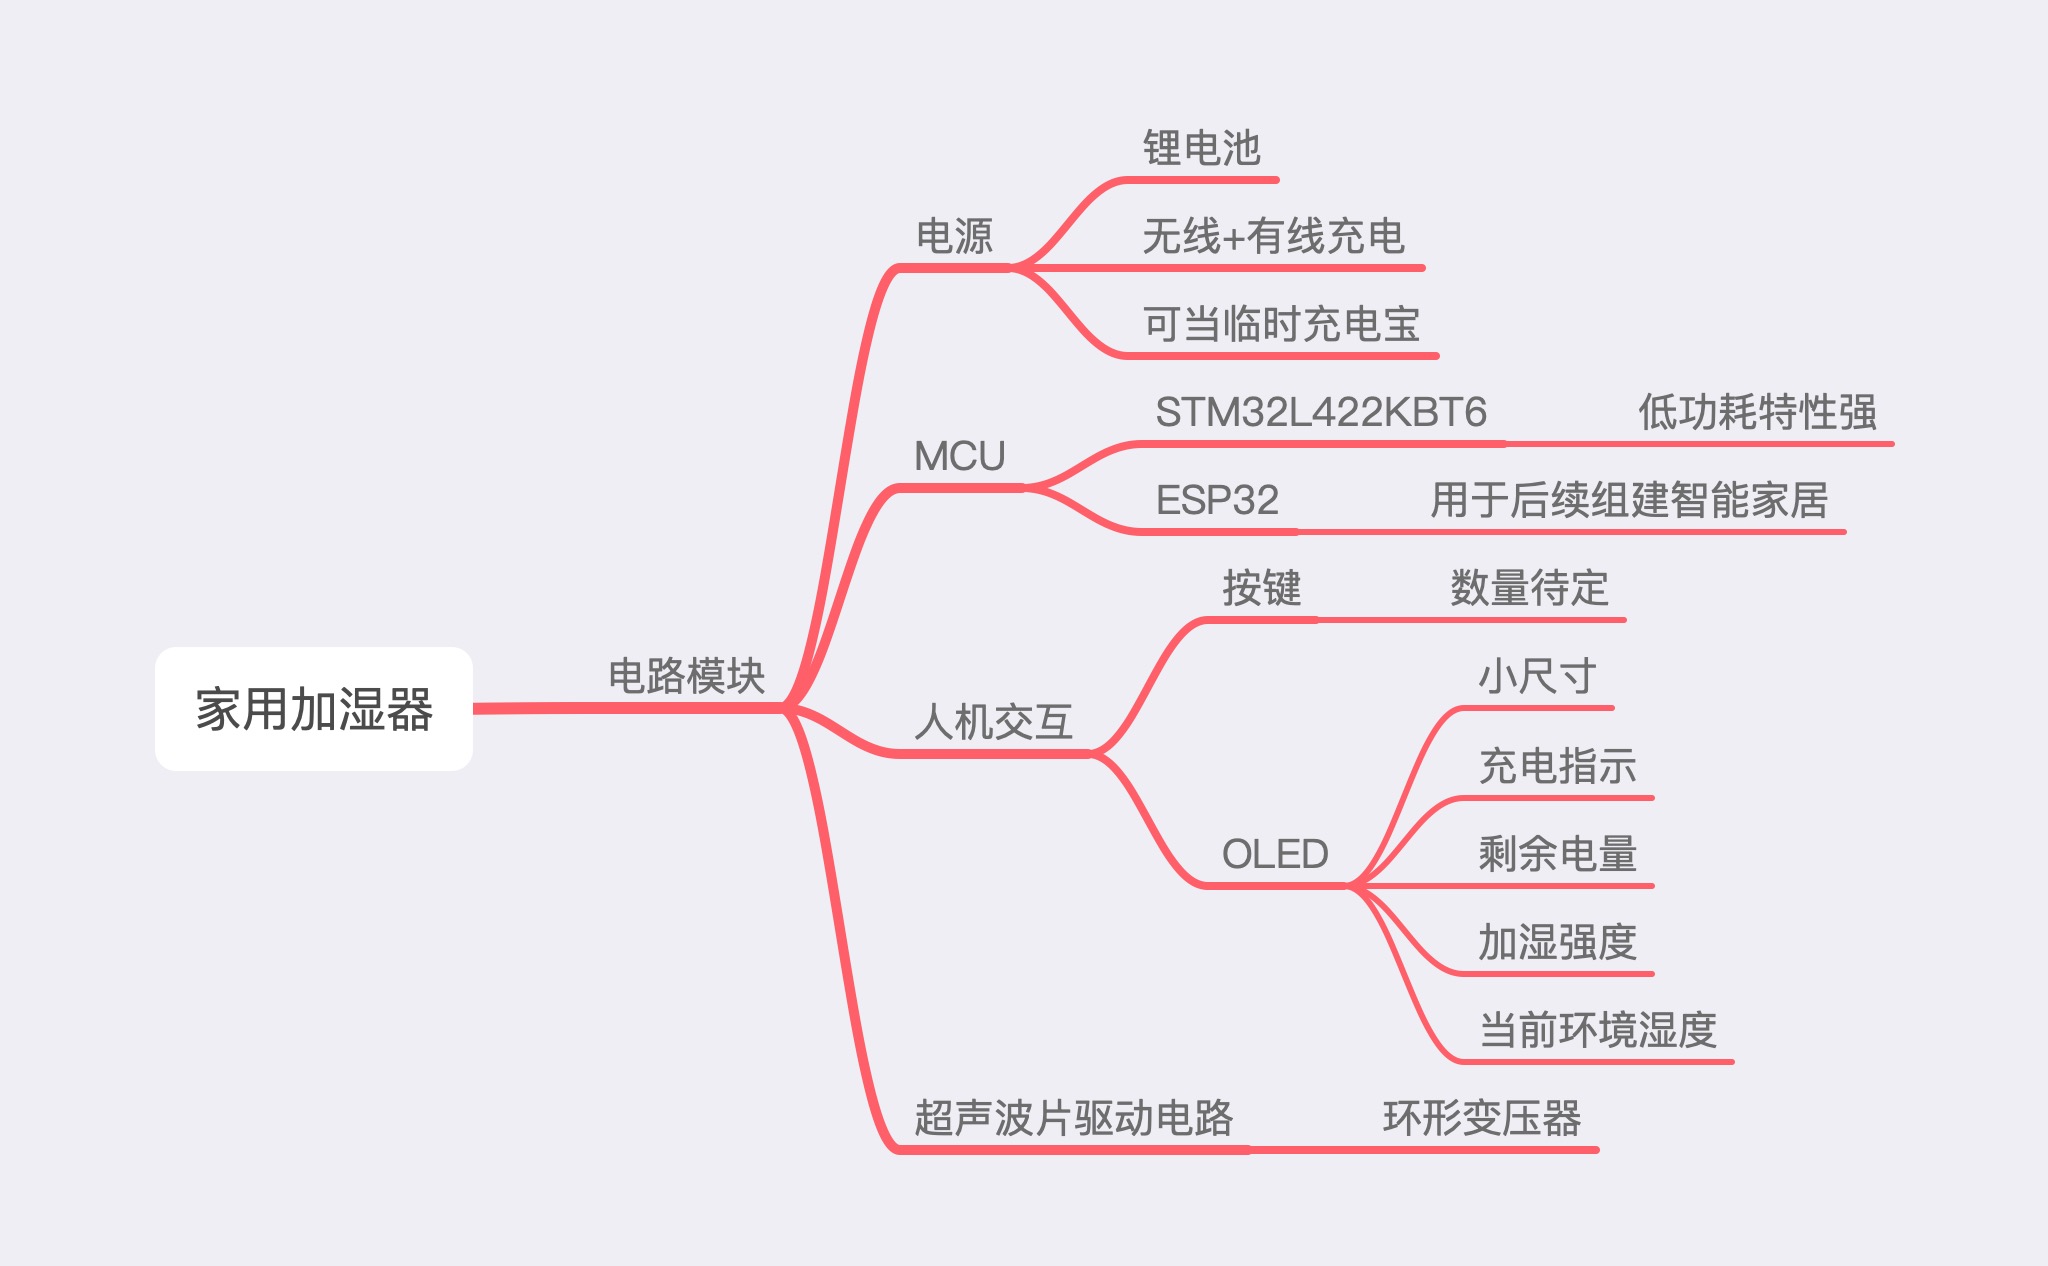 家用加湿器
电路模块
电源
锂电池
无线+有线充电
可当临时充电宝
MCU
STM32L422KBT6
低功耗特性强
ESP32
用于后续组建智能家居
人机交互
按键
数量待定
OLED
小尺寸
充电指示
剩余电量
加湿强度
当前环境湿度
超声波片驱动电路
环形变压器